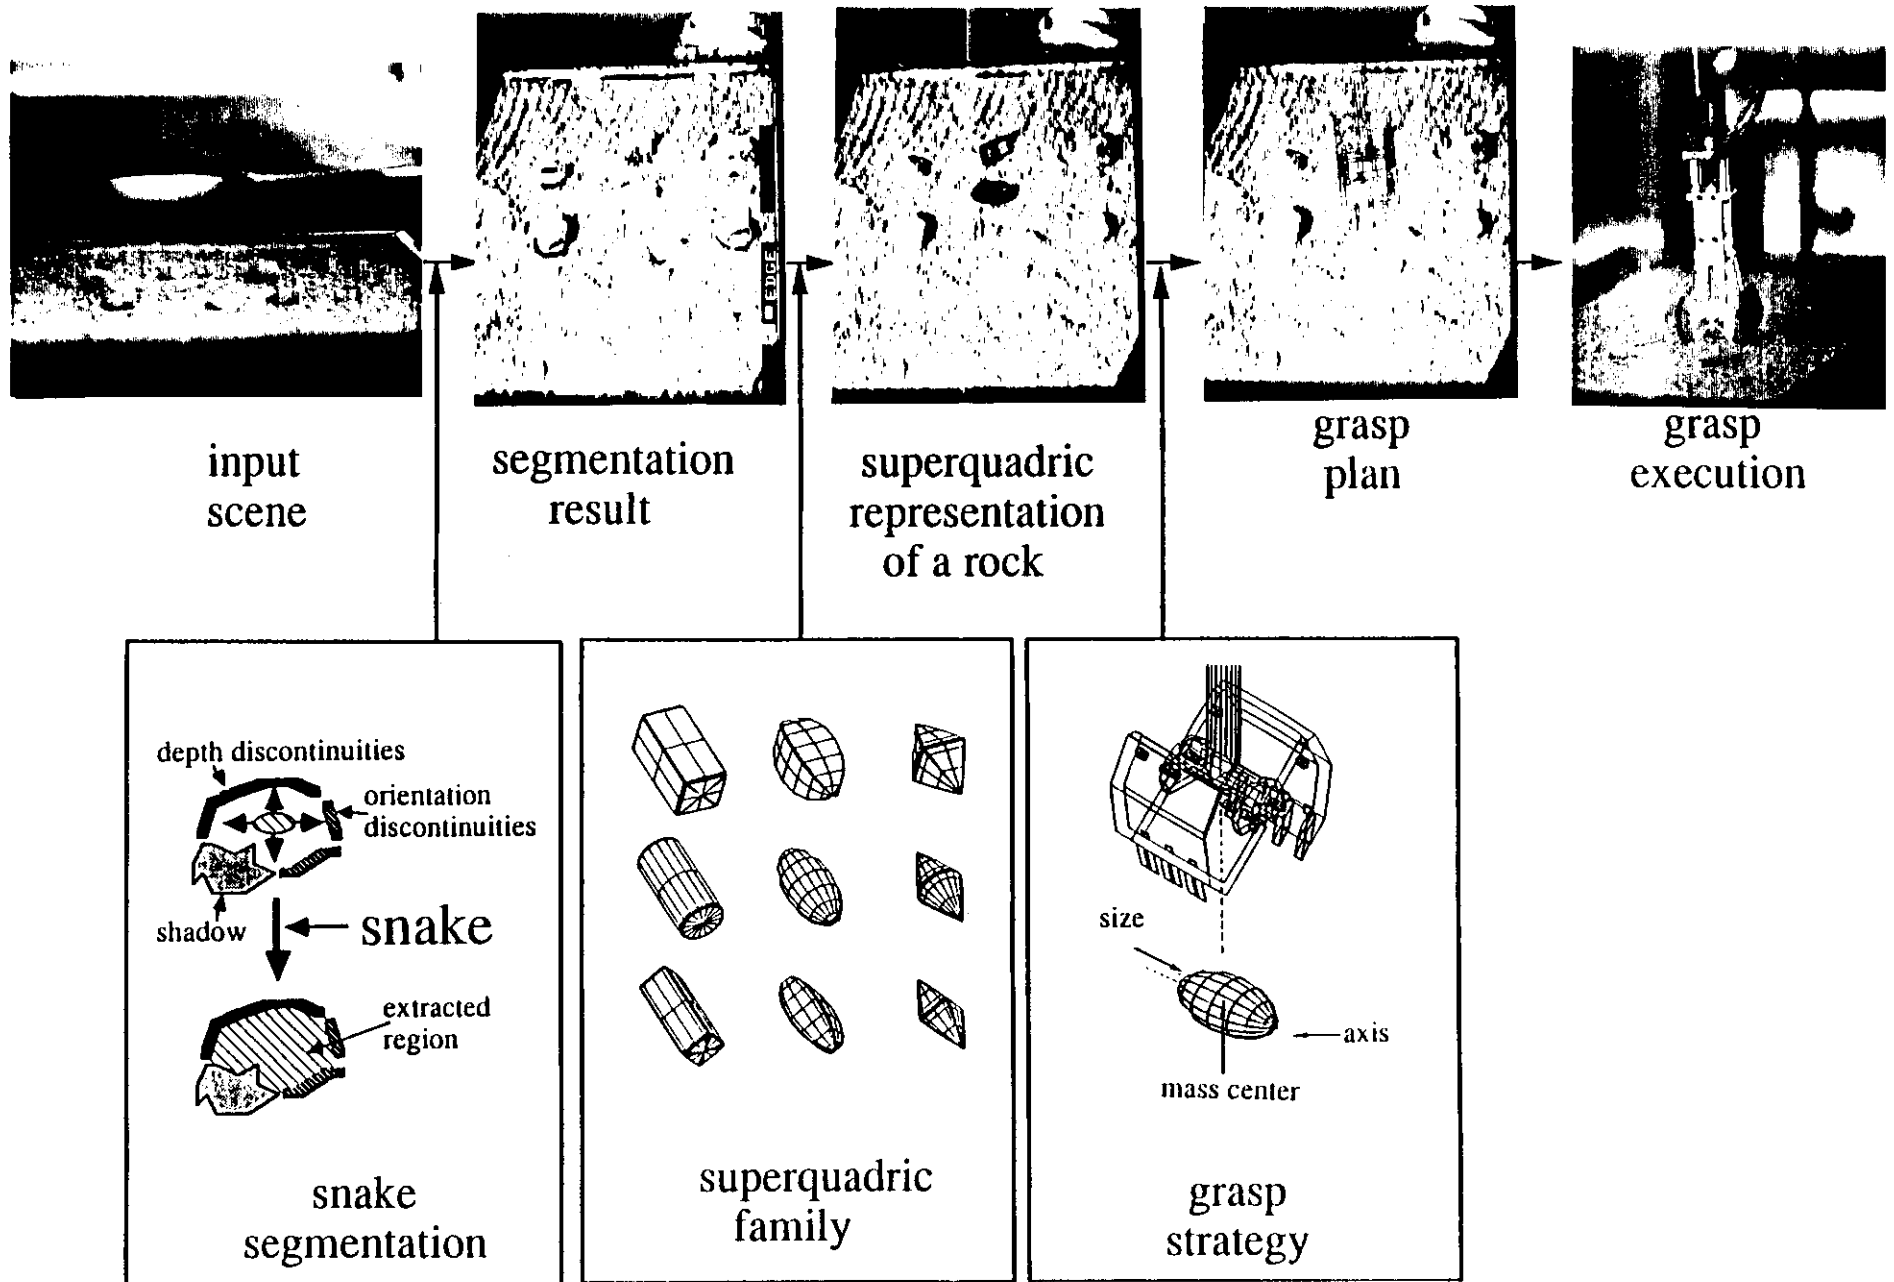 EDGE
input
scene
segmentation
result
superquadric
representation
of a rock
grasp
plan
grasp
execution
depth discontinuities
orientation
discontinuities
shadow
snake
extracted
region
snake
segmentation
superquadric
family
size
axis
mass center
grasp
strategy